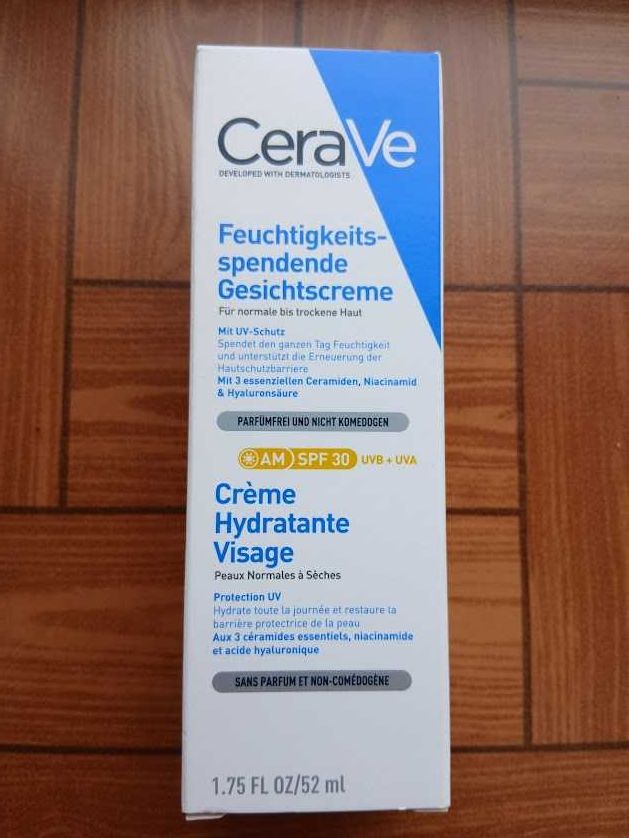 CeraVe
DEVELOPED WITH DERMATOLOGISTS
Feuchtigkeits-
spendende
Gesichtscreme
Für normale bis trockene Haut
Mit UV-Schutz
Spendet den ganzen Tag Feuchtigkeit
und unterstützt die Erneuerung der
Hautschutzbarriere
Mit 3 essenziellen Ceramiden, Niacinamid
& Hyaluronsäure
PARFÜMFREI UND NICHT KOMEDOGEN
AM SPF 30 UVB + UVA
Crème
Hydratante
Visage
Peaux Normales à Sèches
Protection UV
Hydrate toute la journée et restaure la
barrière protectrice de la peau
Aux 3 céramides essentiels, niacinamide
et acide hyaluronique
SANS PARFUM ET NON-COMÉDOGÈNE
1.75 FL OZ/52 ml